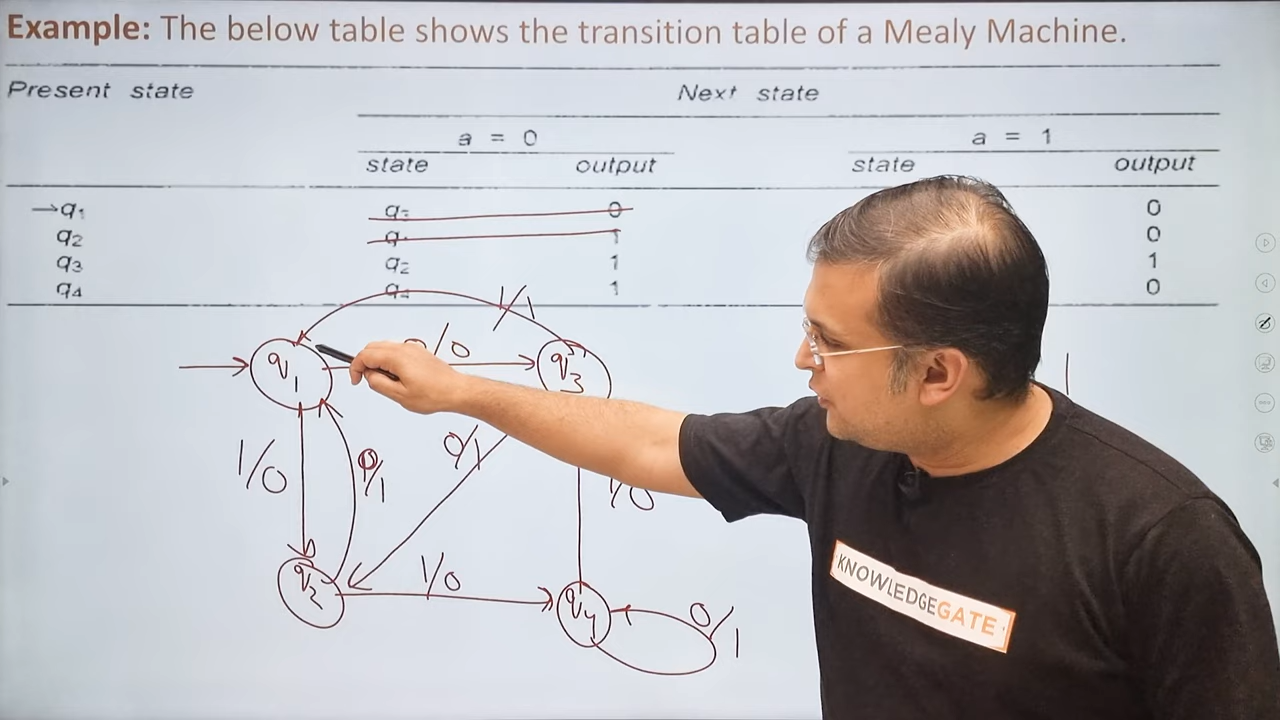 Example: The below table shows the transition table of a Mealy Machine.
Present state
Next state
a = 0
a = 1
state output state output
→q₁ 0 0
q₂ 1 0
q₃ q₂ 1 1
q₄ 1 0
1/1
q₁
/0
q₃
1/0
0/1
0/1
1/0
q₂
1/0
q₄
0/1
KNOWLEDGEGATE